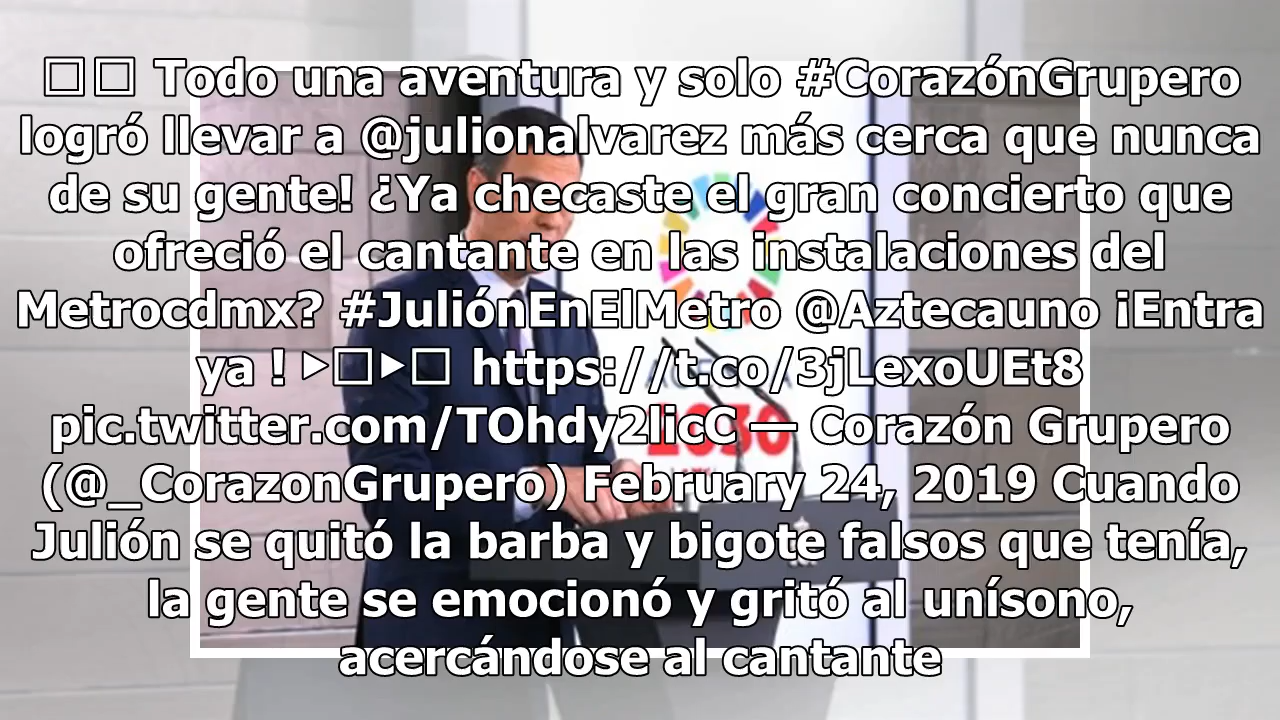 □□ Todo una aventura y solo #CorazónGrupero
logró llevar a @julionalvarez más cerca que nunca
de su gente! ¿Ya checaste el gran concierto que
ofreció el cantante en las instalaciones del
Metrocdmx? #JuliónEnElMetro @Aztecauno ¡Entra
ya ! ▶□▶□ https://t.co/3jLexoUEt8
pic.twitter.com/TOhdy2licC — Corazón Grupero
(@_CorazonGrupero) February 24, 2019 Cuando
Julión se quitó la barba y bigote falsos que tenía,
la gente se emocionó y gritó al unísono,
acercándose al cantante
2030